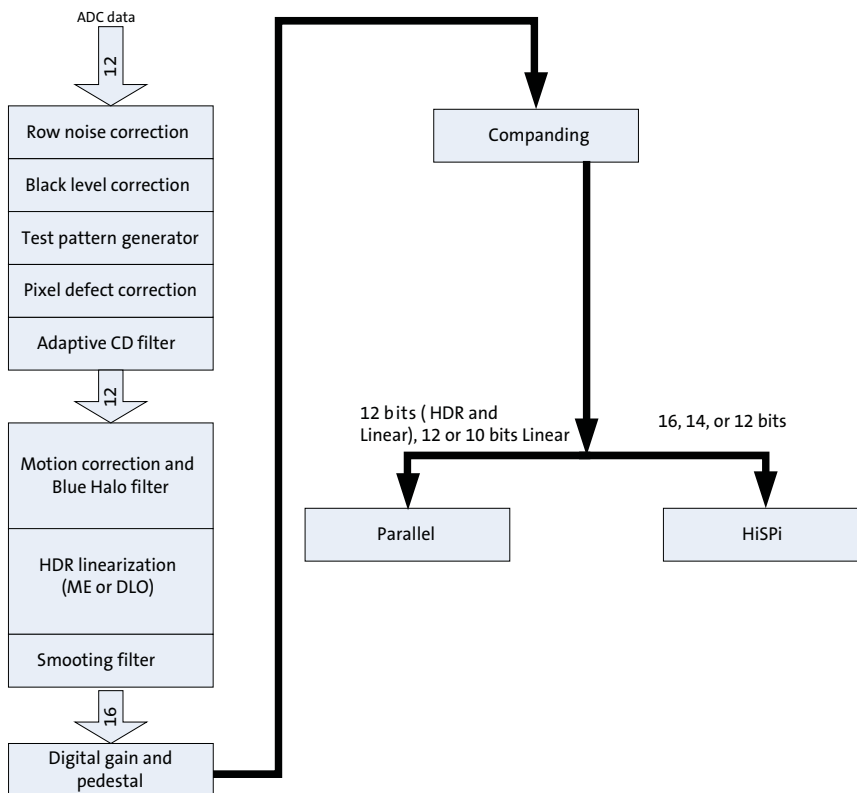 ADC data
12
Row noise correction
Black level correction
Test pattern generator
Pixel defect correction
Adaptive CD filter
12
Motion correction and
Blue Halo filter
HDR linearization
(ME or DLO)
Smooting filter
16
Digital gain and
pedestal
Companding
12 bits ( HDR and
Linear), 12 or 10 bits Linear
16, 14, or 12 bits
Parallel
HiSPi